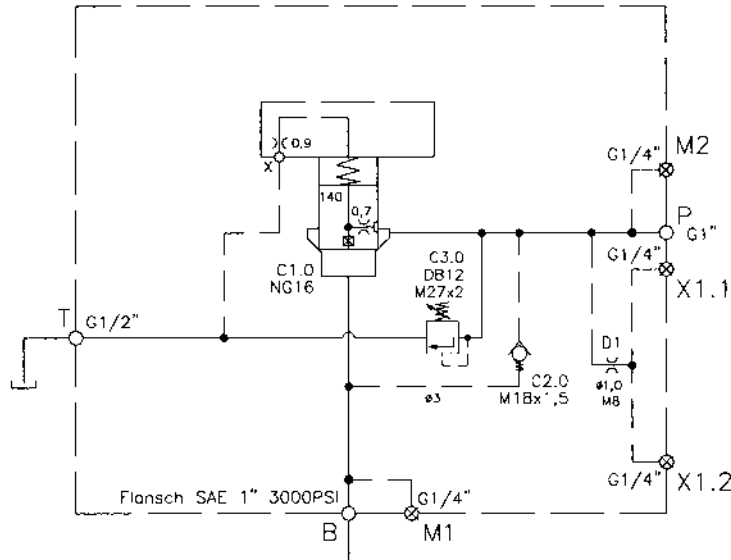 M2
G1/4"
0,9
X
140
0,7
P
G1"
C1.0
NG16
C3.0
DB12
M27x2
G1/4"
X1.1
T
G1/2"
D1
ø1,0
M8
C2.0
M18x1,5
ø3
Flansch SAE 1" 3000PSI
G1/4"
G1/4"
X1.2
B
M1